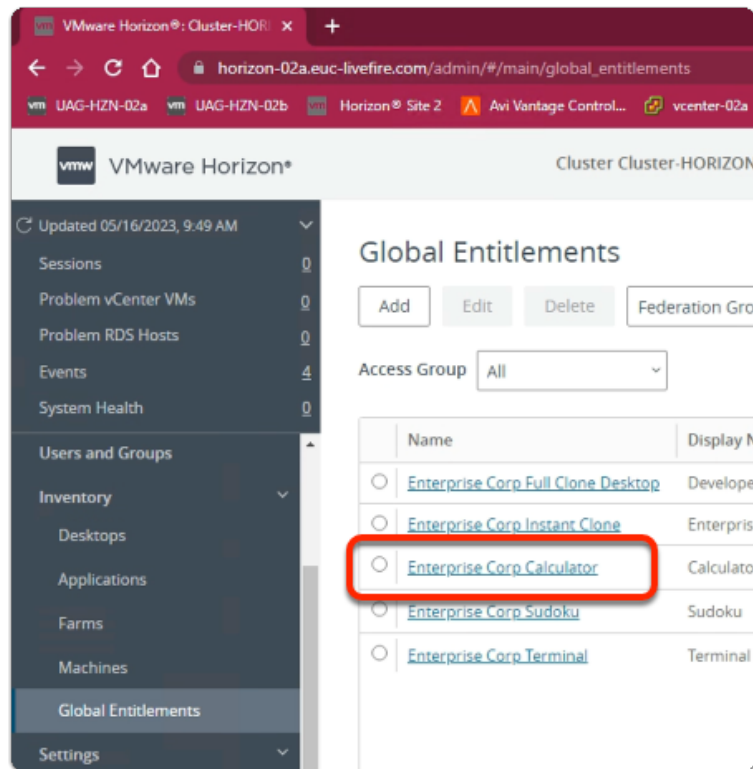 VMware Horizon®: Cluster-HORI
horizon-02a.euc-livefire.com/admin/#/main/global_entitlements
vm UAG-HZN-02a vm UAG-HZN-02b vm Horizon® Site 2 Avi Vantage Control... vcenter-02a
vmw VMware Horizon® Cluster Cluster-HORIZON
Updated 05/16/2023, 9:49 AM
Sessions 0
Problem vCenter VMs 0
Problem RDS Hosts 0
Events 4
System Health 0
Users and Groups
Inventory
Desktops
Applications
Farms
Machines
Global Entitlements
Settings
Global Entitlements
Add Edit Delete Federation Gro
Access Group All
Name Display N
Enterprise Corp Full Clone Desktop Develope
Enterprise Corp Instant Clone Enterpris
Enterprise Corp Calculator Calculato
Enterprise Corp Sudoku Sudoku
Enterprise Corp Terminal Terminal